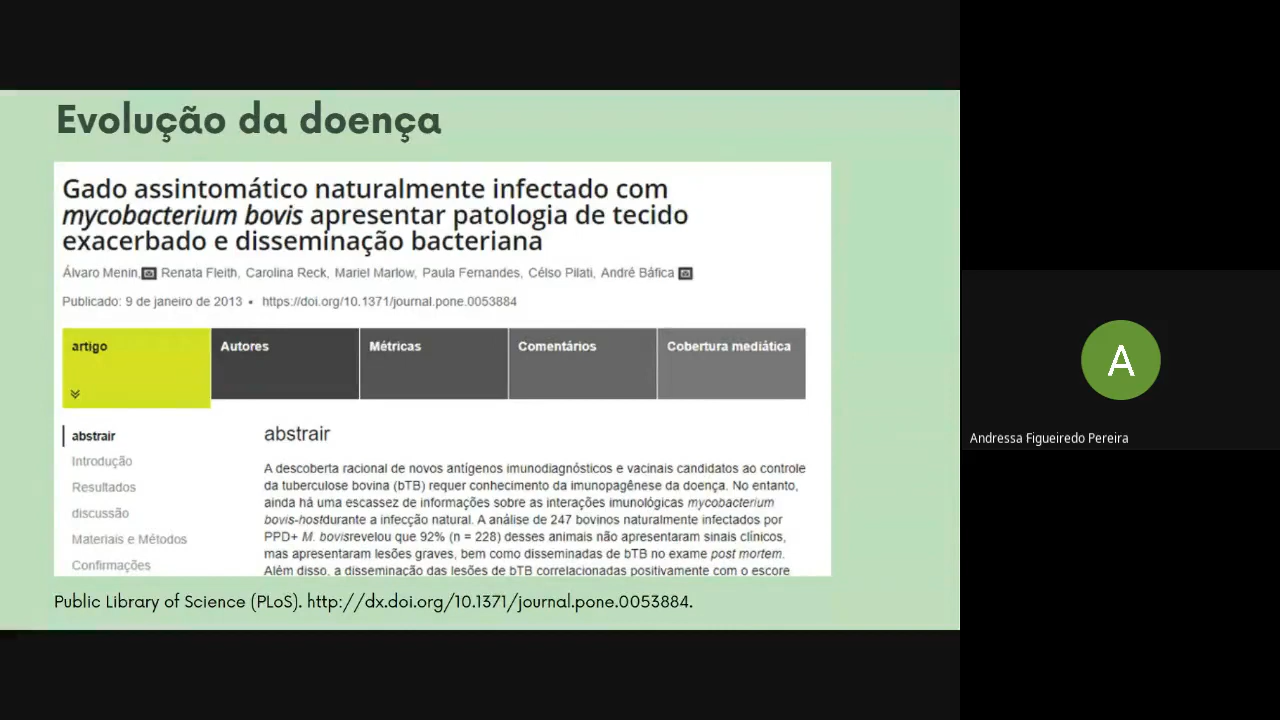 Evolução da doença
Gado assintomático naturalmente infectado com
mycobacterium bovis apresentar patologia de tecido
exacerbado e disseminação bacteriana
Álvaro Menin, Renata Fleith, Carolina Reck, Mariel Marlow, Paula Fernandes, Célso Pilati, André Báfica
Publicado: 9 de janeiro de 2013 • https://doi.org/10.1371/journal.pone.0053884
artigo
Autores
Métricas
Comentários
Cobertura mediática
abstrair
Introdução
Resultados
discussão
Materiais e Métodos
Confirmações
abstrair
A descoberta racional de novos antígenos imunodiagnósticos e vacinais candidatos ao controle
da tuberculose bovina (bTB) requer conhecimento da imunopagênese da doença. No entanto,
ainda há uma escassez de informações sobre as interações imunológicas mycobacterium
bovis-hostdurante a infecção natural. A análise de 247 bovinos naturalmente infectados por
PPD+ M. bovisrevelou que 92% (n = 228) desses animais não apresentaram sinais clínicos,
mas apresentaram lesões graves, bem como disseminadas de bTB no exame post mortem.
Além disso, a disseminação das lesões de bTB correlacionadas positivamente com o escore
Public Library of Science (PLoS). http://dx.doi.org/10.1371/journal.pone.0053884.
A
Andressa Figueiredo Pereira